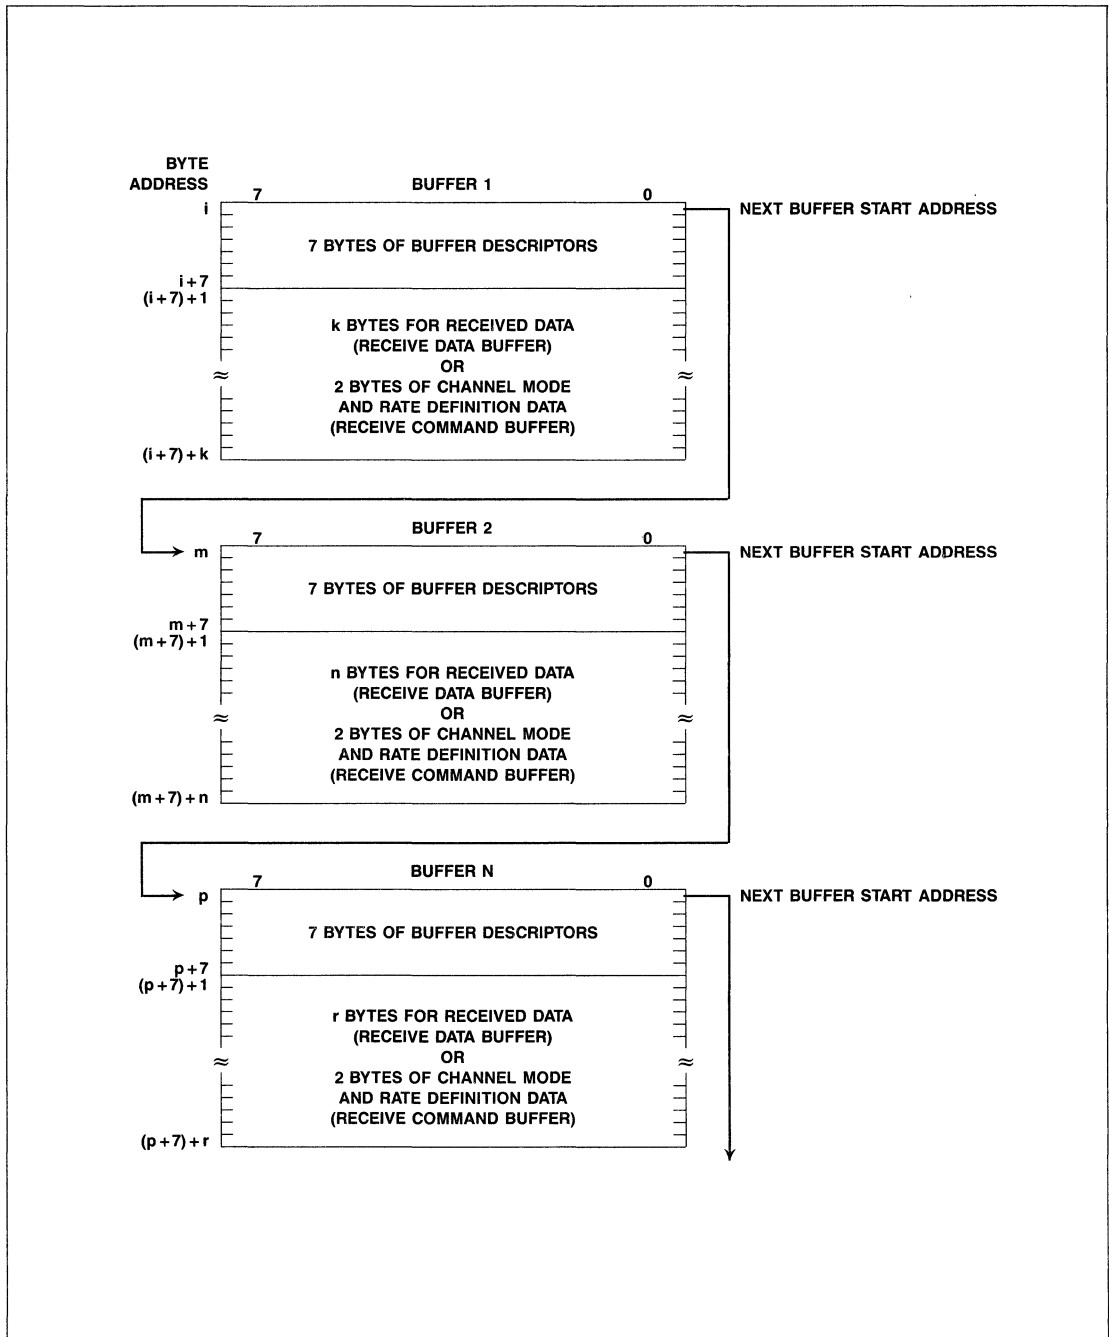 BYTE
ADDRESS
BUFFER 1
7
0
i
NEXT BUFFER START ADDRESS
7 BYTES OF BUFFER DESCRIPTORS
i+7
(i+7)+1
k BYTES FOR RECEIVED DATA
(RECEIVE DATA BUFFER)
OR
≈
≈
2 BYTES OF CHANNEL MODE
AND RATE DEFINITION DATA
(RECEIVE COMMAND BUFFER)
(i+7)+k
BUFFER 2
7
0
m
NEXT BUFFER START ADDRESS
7 BYTES OF BUFFER DESCRIPTORS
m+7
(m+7)+1
n BYTES FOR RECEIVED DATA
(RECEIVE DATA BUFFER)
OR
≈
≈
2 BYTES OF CHANNEL MODE
AND RATE DEFINITION DATA
(RECEIVE COMMAND BUFFER)
(m+7)+n
BUFFER N
7
0
p
NEXT BUFFER START ADDRESS
7 BYTES OF BUFFER DESCRIPTORS
p+7
(p+7)+1
r BYTES FOR RECEIVED DATA
(RECEIVE DATA BUFFER)
OR
≈
≈
2 BYTES OF CHANNEL MODE
AND RATE DEFINITION DATA
(RECEIVE COMMAND BUFFER)
(p+7)+r